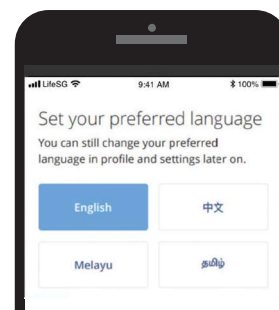 LifeSG 9:41 AM 100%
Set your preferred language
You can still change your preferred
language in profile and settings later on.
English 中文
Melayu தமிழ்